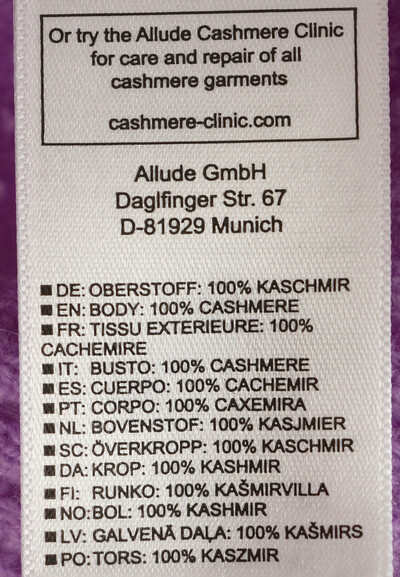 Or try the Allude Cashmere Clinic
for care and repair of all
cashmere garments
cashmere-clinic.com
Allude GmbH
Daglfinger Str. 67
D-81929 Munich
■ DE: OBERSTOFF: 100% KASCHMIR
■ EN: BODY: 100% CASHMERE
■ FR: TISSU EXTERIEURE: 100%
CACHEMIRE
■ IT: BUSTO: 100% CASHMERE
■ ES: CUERPO: 100% CACHEMIR
■ PT: CORPO: 100% CAXEMIRA
■ NL: BOVENSTOF: 100% KASJMIER
■ SC: ÖVERKROPP: 100% KASCHMIR
■ DA: KROP: 100% KASHMIR
■ FI: RUNKO: 100% KAŠMIRVILLA
■ NO: BOL: 100% KASHMIR
■ LV: GALVENĀ DAĻA: 100% KAŠMIRS
■ PO: TORS: 100% KASZMIR